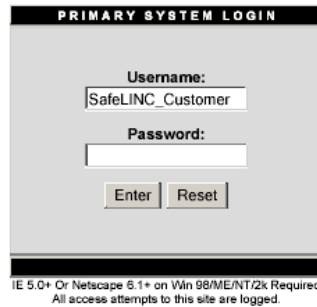 PRIMARY SYSTEM LOGIN
Username:
SafeLINC_Customer
Password:
Enter Reset
IE 5.0+ Or Netscape 6.1+ on Win 98/ME/NT/2k Required
All access attempts to this site are logged.